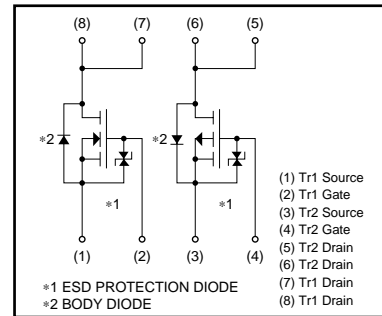 (8) (7) (6) (5)
∗2 ∗2
∗1 ∗1
(1) (2) (3) (4)
(1) Tr1 Source
(2) Tr1 Gate
(3) Tr2 Source
(4) Tr2 Gate
(5) Tr2 Drain
(6) Tr2 Drain
(7) Tr1 Drain
(8) Tr1 Drain
∗1 ESD PROTECTION DIODE
∗2 BODY DIODE